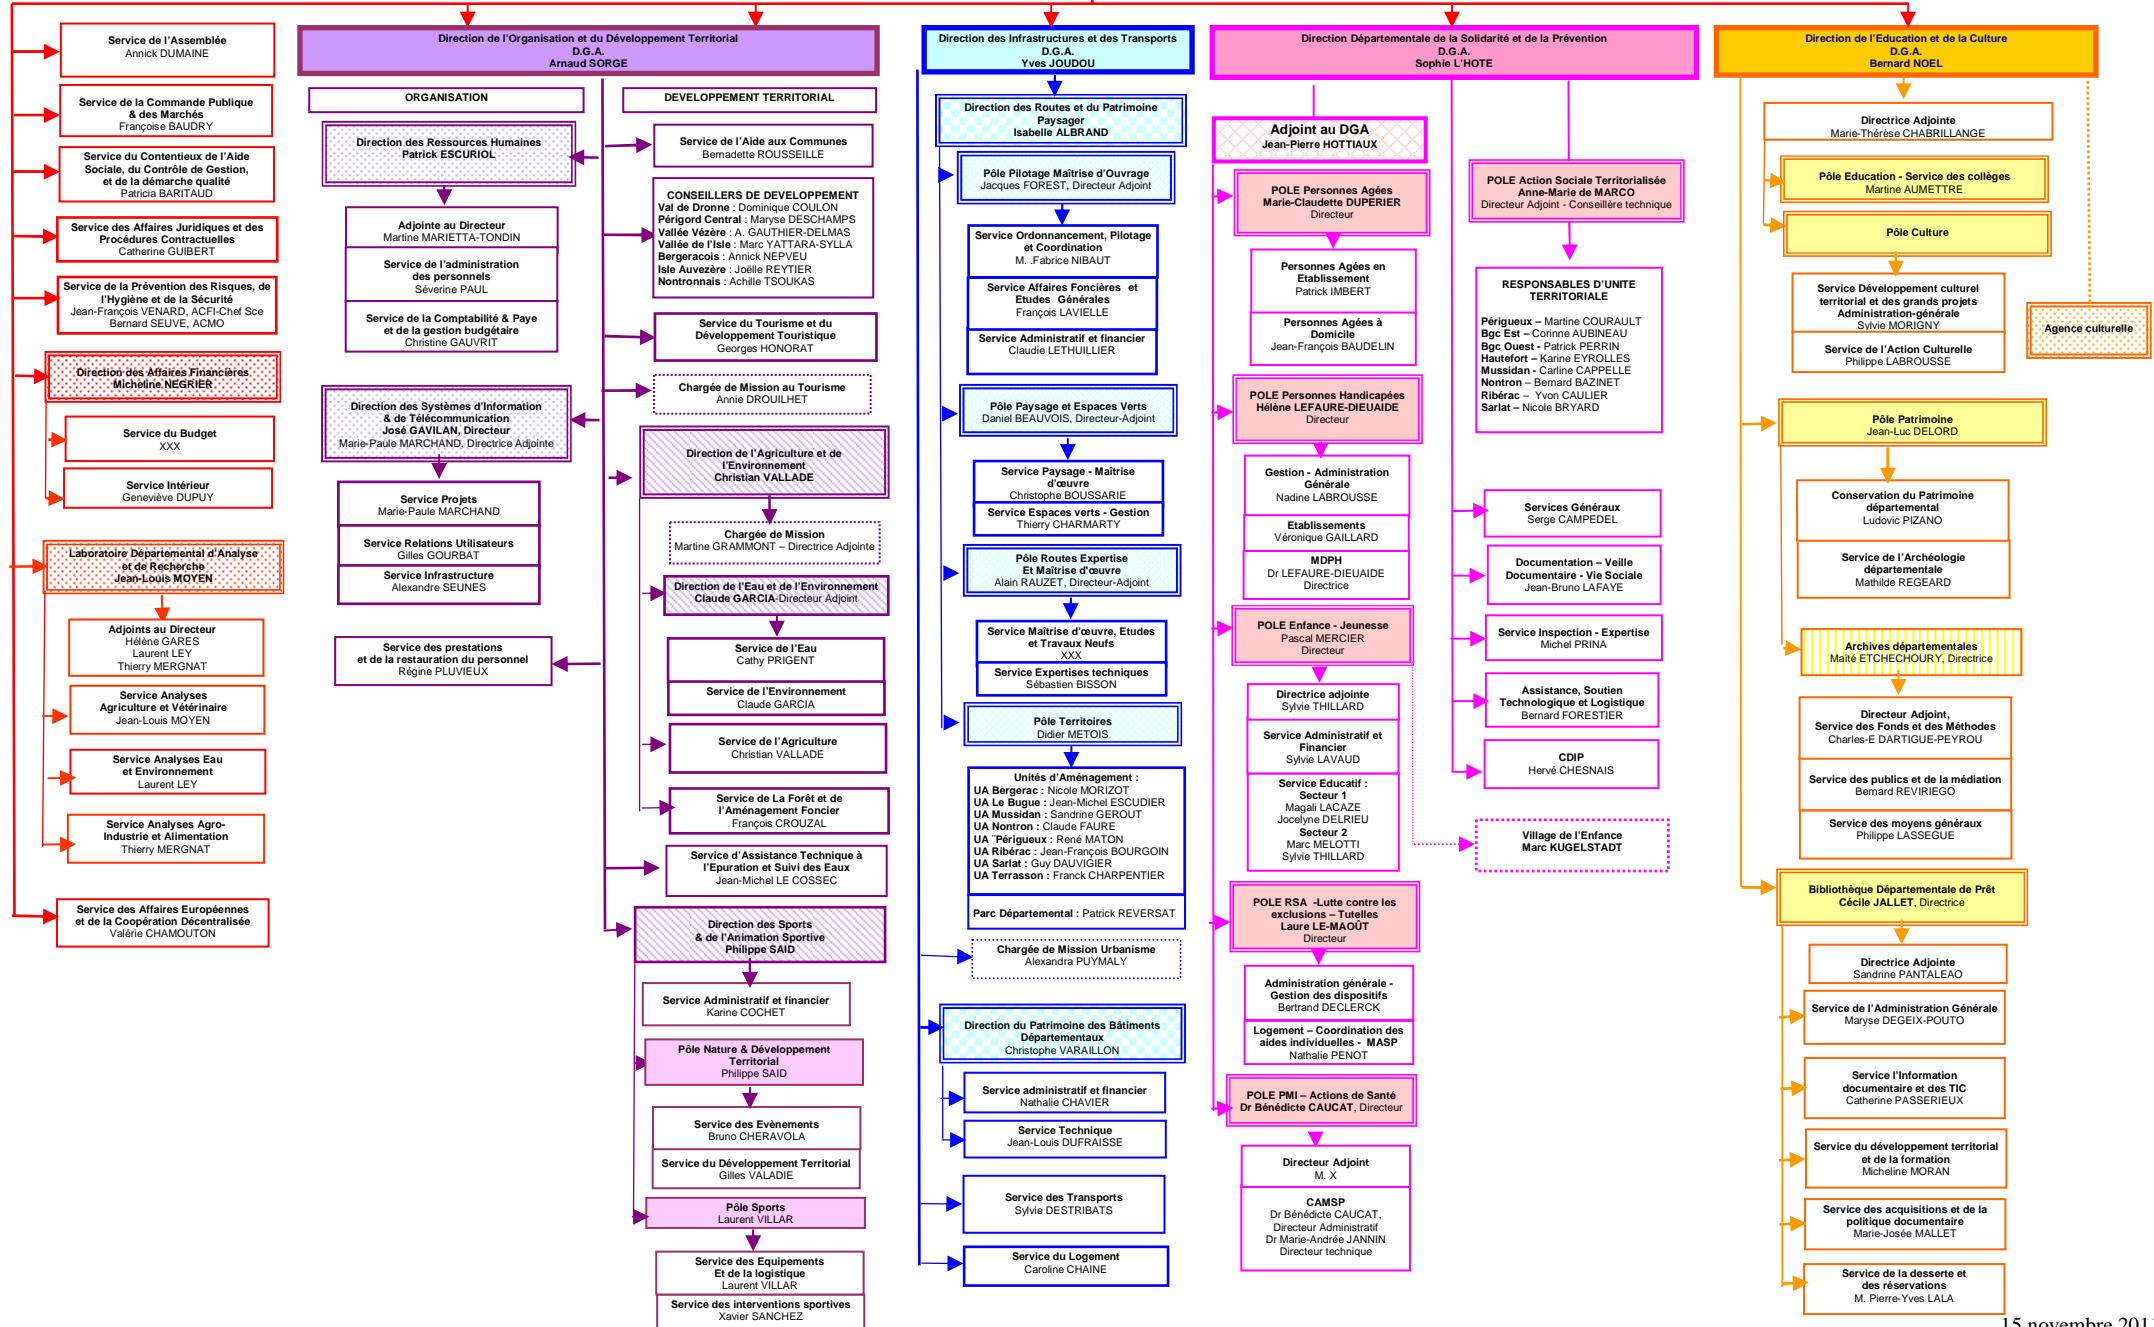 Service de l'Assemblée
Annick DUMAINE
Service de la Commande Publique
& des Marchés
Françoise BAUDRY
Service du Contentieux de l'Aide
Sociale, du Contrôle de Gestion,
et de la démarche qualité
Patricia BARITAUD
Service des Affaires Juridiques et des
Procédures Contractuelles
Catherine GUIBERT
Service de la Prévention des Risques, de
l'Hygiène et de la Sécurité
Jean-François VENARD, ACFI-Chef Sce
Bernard SEUVE, ACMO
Direction des Affaires Financières
Micheline NEGRIER
Service du Budget
XXX
Service Intérieur
Geneviève DUPUY
Laboratoire Départemental d'Analyse
et de Recherche
Jean-Louis MOYEN
Adjoints au Directeur
Hélène GARES
Laurent LEY
Thierry MERGNAT
Service Analyses
Agriculture et Vétérinaire
Jean-Louis MOYEN
Service Analyses Eau
et Environnement
Laurent LEY
Service Analyses Agro-
Industrie et Alimentation
Thierry MERGNAT
Service des Affaires Européennes
et de la Coopération Décentralisée
Valérie CHAMOUTON
Direction de l'Organisation et du Développement Territorial
D.G.A.
Arnaud SORGE
ORGANISATION
Direction des Ressources Humaines
Patrick ESCURIOL
Adjointe au Directeur
Martine MARIETTA-TONDIN
Service de l'administration
des personnels
Séverine PAUL
Service de la Comptabilité & Paye
et de la gestion budgétaire
Christine GAUVRIT
Direction des Systèmes d'Information
& de Télécommunication
José GAVILAN, Directeur
Marie-Paule MARCHAND, Directrice Adjointe
Service Projets
Marie-Paule MARCHAND
Service Relations Utilisateurs
Gilles GOURBAT
Service Infrastructure
Alexandre SEUNES
Service des prestations
et de la restauration du personnel
Régine PLUVIEUX
DEVELOPPEMENT TERRITORIAL
Service de l'Aide aux Communes
Bernadette ROUSSEILLE
CONSEILLERS DE DEVELOPPEMENT
Val de Dronne : Dominique COULON
Périgord Central : Maryse DESCHAMPS
Vallée Vézère : A. GAUTHIER-DELMAS
Vallée de l'Isle : Marc YATTARA-SYLLA
Bergeracois : Annick NEPVEU
Isle Auvezère : Joëlle REYTIER
Nontronnais : Achille TSOUKAS
Service du Tourisme et du
Développement Touristique
Georges HONORAT
Chargée de Mission au Tourisme
Annie DROUILHET
Direction de l'Agriculture et de
l'Environnement
Christian VALLADE
Chargée de Mission
Martine GRAMMONT – Directrice Adjointe
Direction de l'Eau et de l'Environnement
Claude GARCIA-Directeur Adjoint
Service de l'Eau
Cathy PRIGENT
Service de l'Environnement
Claude GARCIA
Service de l'Agriculture
Christian VALLADE
Service de La Forêt et de
l'Aménagement Foncier
François CROUZAL
Service d'Assistance Technique à
l'Epuration et Suivi des Eaux
Jean-Michel LE COSSEC
Direction des Sports
& de l'Animation Sportive
Philippe SAID
Service Administratif et financier
Karine COCHET
Pôle Nature & Développement
Territorial
Philippe SAID
Service des Evènements
Bruno CHERAVOLA
Service du Développement Territorial
Gilles VALADIE
Pôle Sports
Laurent VILLAR
Service des Equipements
Et de la logistique
Laurent VILLAR
Service des interventions sportives
Xavier SANCHEZ
Direction des Infrastructures et des Transports
D.G.A.
Yves JOUDOU
Direction des Routes et du Patrimoine
Paysager
Isabelle ALBRAND
Pôle Pilotage Maîtrise d'Ouvrage
Jacques FOREST, Directeur Adjoint
Service Ordonnancement, Pilotage
et Coordination
M. .Fabrice NIBAUT
Service Affaires Foncières et
Etudes Générales
François LAVIELLE
Service Administratif et financier
Claudie LETHUILLIER
Pôle Paysage et Espaces Verts
Daniel BEAUVOIS, Directeur-Adjoint
Service Paysage - Maîtrise
d'œuvre
Christophe BOUSSARIE
Service Espaces verts - Gestion
Thierry CHARMARTY
Pôle Routes Expertise
Et Maîtrise d'œuvre
Alain RAUZET, Directeur-Adjoint
Service Maîtrise d'œuvre, Etudes
et Travaux Neufs
XXX
Service Expertises techniques
Sébastien BISSON
Pôle Territoires
Didier METOIS
Unités d'Aménagement :
UA Bergerac : Nicole MORIZOT
UA Le Bugue : Jean-Michel ESCUDIER
UA Mussidan : Sandrine GEROUT
UA Nontron : Claude FAURE
UA ¨Périgueux : René MATON
UA Ribérac : Jean-François BOURGOIN
UA Sarlat : Guy DAUVIGIER
UA Terrasson : Franck CHARPENTIER
Parc Départemental : Patrick REVERSAT
Chargée de Mission Urbanisme
Alexandra PUYMALY
Direction du Patrimoine des Bâtiments
Départementaux
Christophe VARAILLON
Service administratif et financier
Nathalie CHAVIER
Service Technique
Jean-Louis DUFRAISSE
Service des Transports
Sylvie DESTRIBATS
Service du Logement
Caroline CHAINE
Direction Départementale de la Solidarité et de la Prévention
D.G.A.
Sophie L'HOTE
Adjoint au DGA
Jean-Pierre HOTTIAUX
POLE Personnes Agées
Marie-Claudette DUPERIER
Directeur
Personnes Agées en
Etablissement
Patrick IMBERT
Personnes Agées à
Domicile
Jean-François BAUDELIN
POLE Personnes Handicapées
Hélène LEFAURE-DIEUAIDE
Directeur
Gestion - Administration
Générale
Nadine LABROUSSE
Etablissements
Véronique GAILLARD
MDPH
Dr LEFAURE-DIEUAIDE
Directrice
POLE Enfance - Jeunesse
Pascal MERCIER
Directeur
Directrice adjointe
Sylvie THILLARD
Service Administratif et
Financier
Sylvie LAVAUD
Service Educatif :
Secteur 1
Magali LACAZE
Jocelyne DELRIEU
Secteur 2
Marc MELOTTI
Sylvie THILLARD
POLE RSA -Lutte contre les
exclusions – Tutelles
Laure LE-MAOÛT
Directeur
Administration générale -
Gestion des dispositifs
Bertrand DECLERCK
Logement – Coordination des
aides individuelles - MASP
Nathalie PENOT
POLE PMI – Actions de Santé
Dr Bénédicte CAUCAT, Directeur
Directeur Adjoint
M. X
CAMSP
Dr Bénédicte CAUCAT,
Directeur Administratif
Dr Marie-Andrée JANNIN
Directeur technique
POLE Action Sociale Territorialisée
Anne-Marie de MARCO
Directeur Adjoint - Conseillère technique
RESPONSABLES D'UNITE
TERRITORIALE
Périgueux – Martine COURAULT
Bgc Est – Corinne AUBINEAU
Bgc Ouest - Patrick PERRIN
Hautefort – Karine EYROLLES
Mussidan - Carline CAPPELLE
Nontron – Bernard BAZINET
Ribérac – Yvon CAULIER
Sarlat – Nicole BRYARD
Services Généraux
Serge CAMPEDEL
Documentation – Veille
Documentaire - Vie Sociale
Jean-Bruno LAFAYE
Service Inspection - Expertise
Michel PRINA
Assistance, Soutien
Technologique et Logistique
Bernard FORESTIER
CDIP
Hervé CHESNAIS
Village de l'Enfance
Marc KUGELSTADT
Direction de l'Education et de la Culture
D.G.A.
Bernard NOEL
Directrice Adjointe
Marie-Thérèse CHABRILLANGE
Pôle Education - Service des collèges
Martine AUMETTRE
Pôle Culture
Service Développement culturel
territorial et des grands projets
Administration-générale
Sylvie MORIGNY
Service de l'Action Culturelle
Philippe LABROUSSE
Agence culturelle
Pôle Patrimoine
Jean-Luc DELORD
Conservation du Patrimoine
départemental
Ludovic PIZANO
Service de l'Archéologie
départementale
Mathilde REGEARD
Archives départementales
Maïté ETCHECHOURY, Directrice
Directeur Adjoint,
Service des Fonds et des Méthodes
Charles-E DARTIGUE-PEYROU
Service des publics et de la médiation
Bernard REVIRIEGO
Service des moyens généraux
Philippe LASSEGUE
Bibliothèque Départementale de Prêt
Cécile JALLET, Directrice
Directrice Adjointe
Sandrine PANTALEAO
Service de l'Administration Générale
Maryse DEGEIX-POUTO
Service l'Information
documentaire et des TIC
Catherine PASSERIEUX
Service du développement territorial
et de la formation
Micheline MORAN
Service des acquisitions et de la
politique documentaire
Marie-Josée MALLET
Service de la desserte et
des réservations
M. Pierre-Yves LALA
15 novembre 201